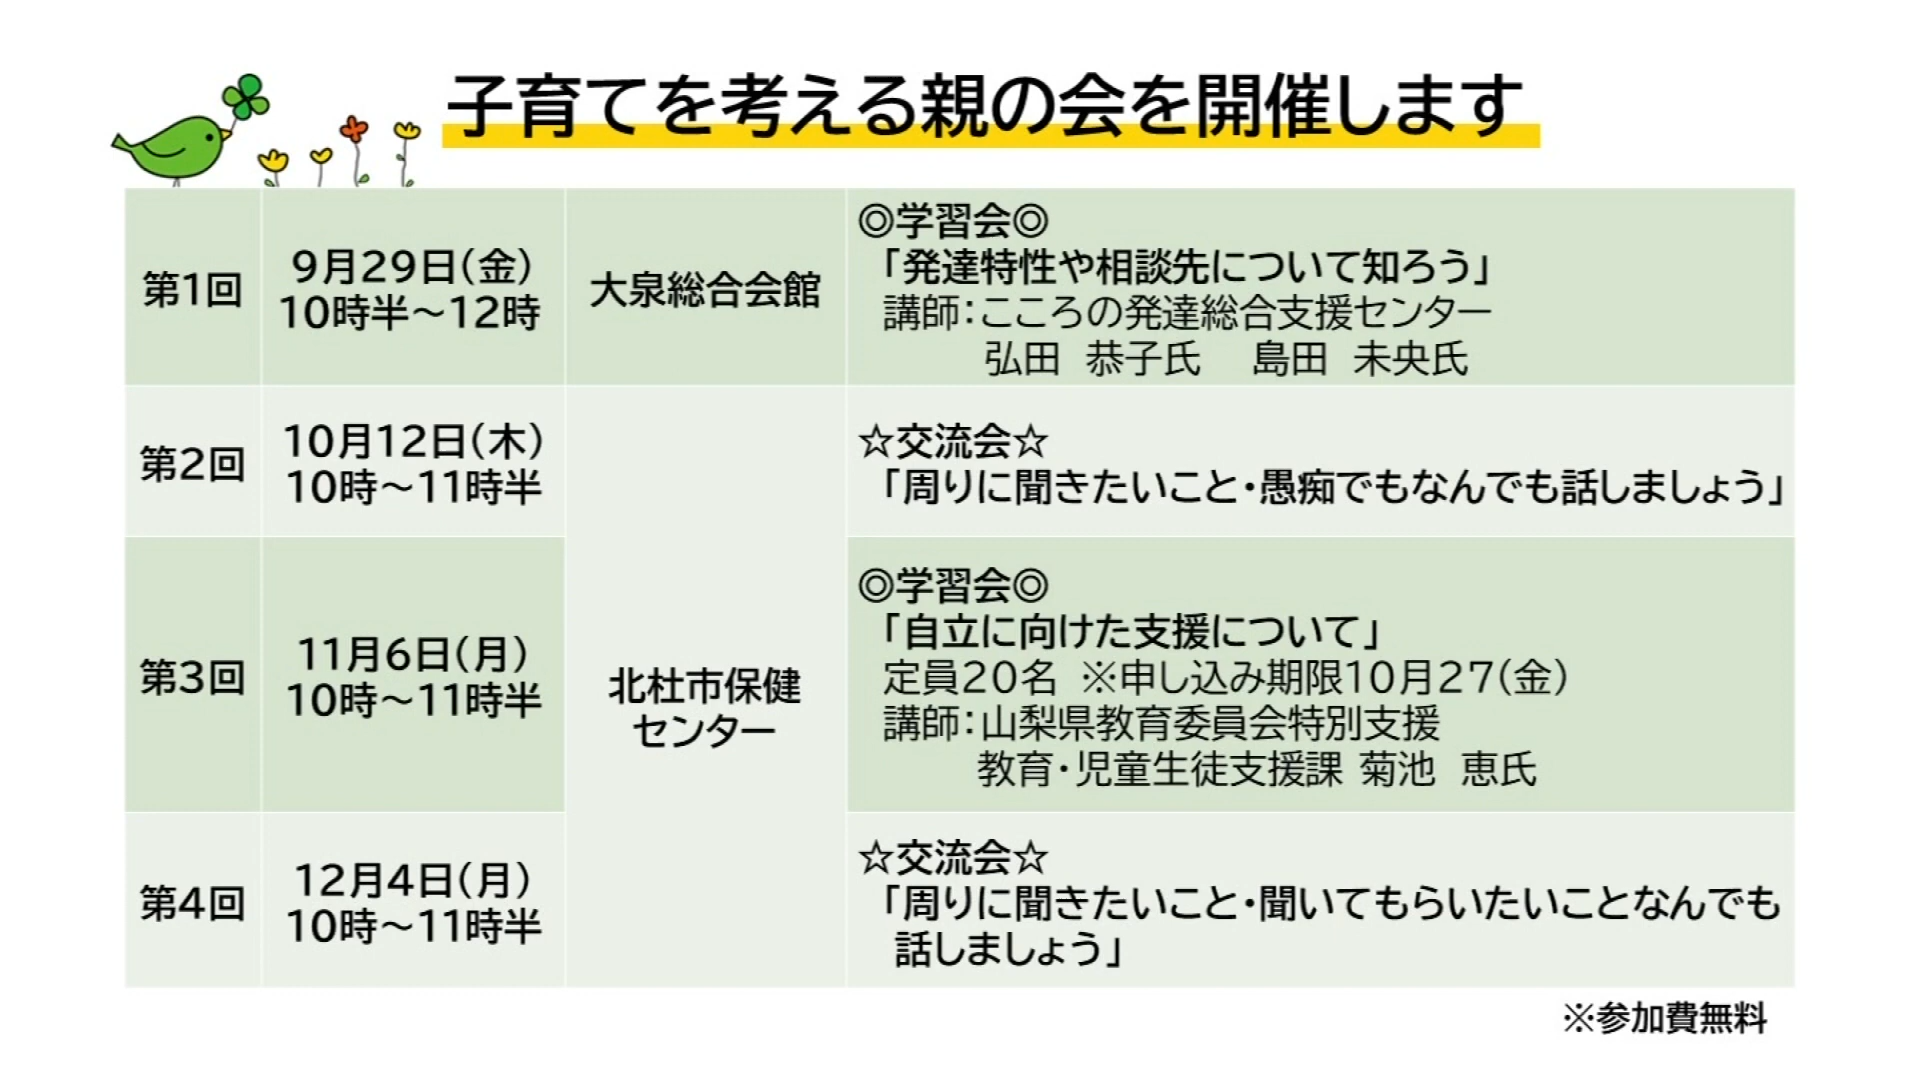 子育てを考える親の会を開催します
第1回
9月29日(金)
10時半～12時
大泉総合会館
◎学習会◎
「発達特性や相談先について知ろう」
講師:こころの発達総合支援センター
弘田　恭子氏　島田　未央氏
第2回
10月12日(木)
10時～11時半
北杜市保健
センター
☆交流会☆
「周りに聞きたいこと・愚痴でもなんでも話しましょう」
第3回
11月6日(月)
10時～11時半
◎学習会◎
「自立に向けた支援について」
定員20名 ※申し込み期限10月27(金)
講師:山梨県教育委員会特別支援
教育・児童生徒支援課 菊池　恵氏
第4回
12月4日(月)
10時～11時半
☆交流会☆
「周りに聞きたいこと・聞いてもらいたいことなんでも
話しましょう」
※参加費無料